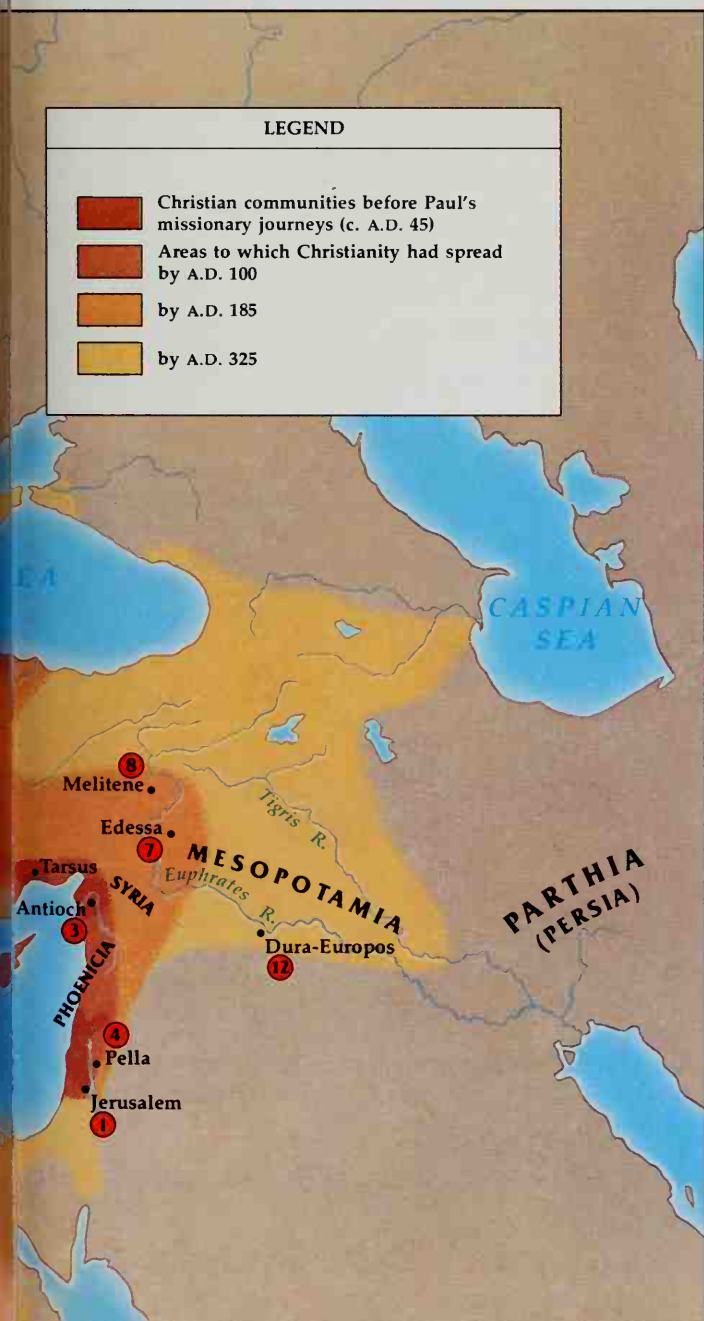 LEGEND
Christian communities before Paul's
missionary journeys (c. A.D. 45)
Areas to which Christianity had spread
by A.D. 100
by A.D. 185
by A.D. 325
EA
CASPIAN
SEA
8
Melitene
Tigris R.
Edessa
7
MESOPOTAMIA
PARTHIA
(PERSIA)
Tarsus
SYRIA
Euphrates R.
Antioch
3
Dura-Europos
12
PHOENICIA
4
Pella
Jerusalem
1